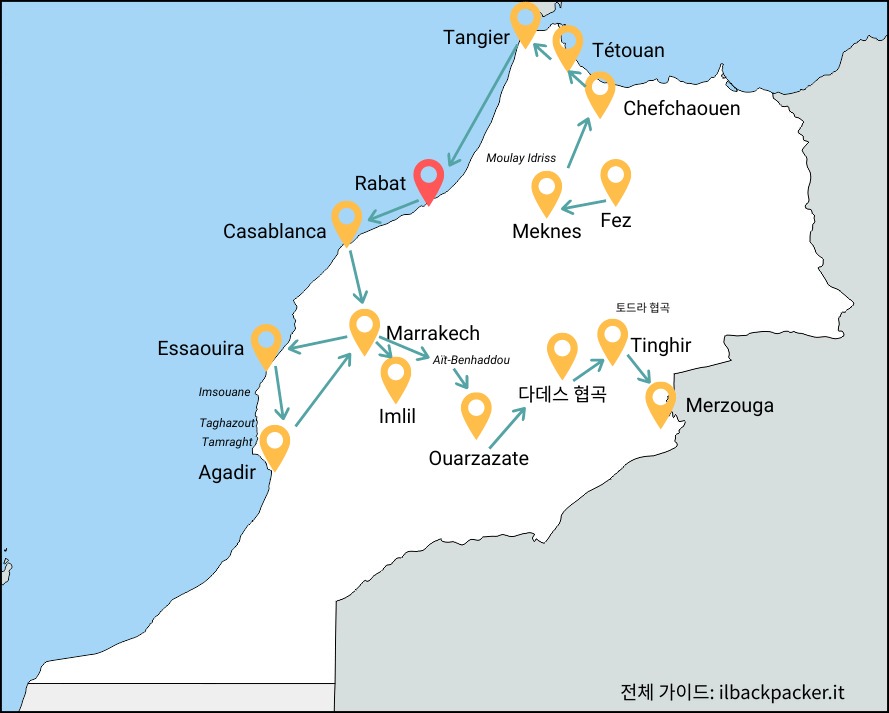 Tangier
Tétouan
Chefchaouen
Moulay Idriss
Rabat
Meknes
Fez
Casablanca
토드라 협곡
Marrakech
Tinghir
Essaouira
Aït-Benhaddou
Imsouane
다데스 협곡
Merzouga
Imlil
Taghazout
Tamraght
Ouarzazate
Agadir
전체 가이드: ilbackpacker.it